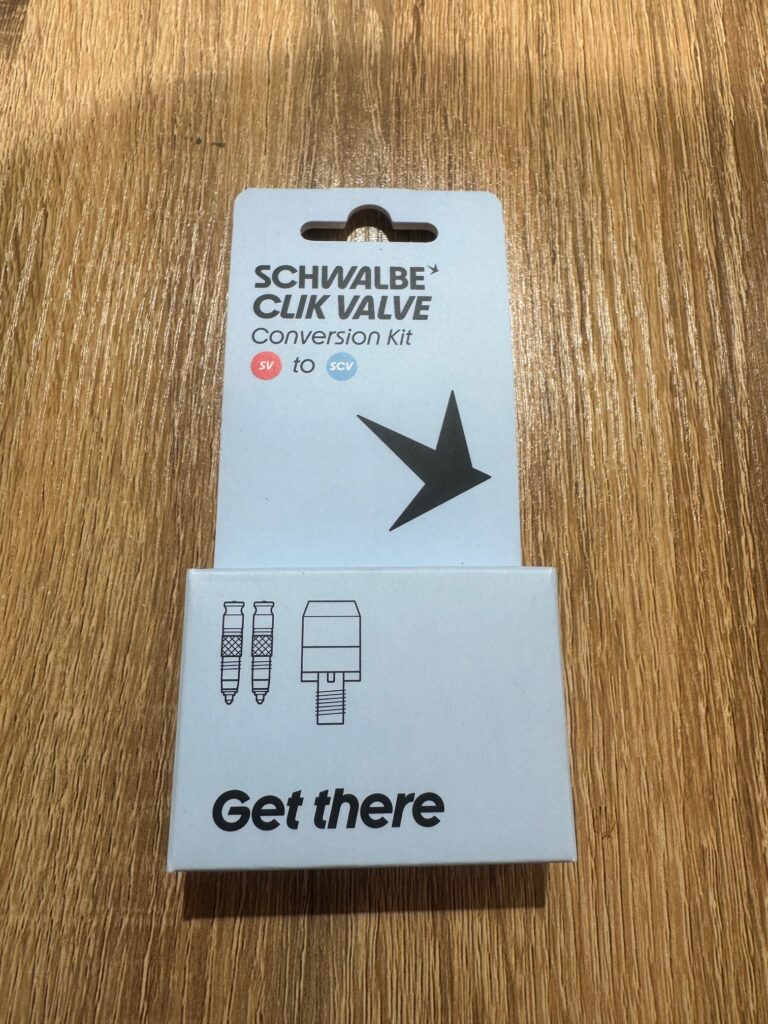 SCHWALBE
CLIK VALVE
Conversion Kit
SV to SCV
Get there